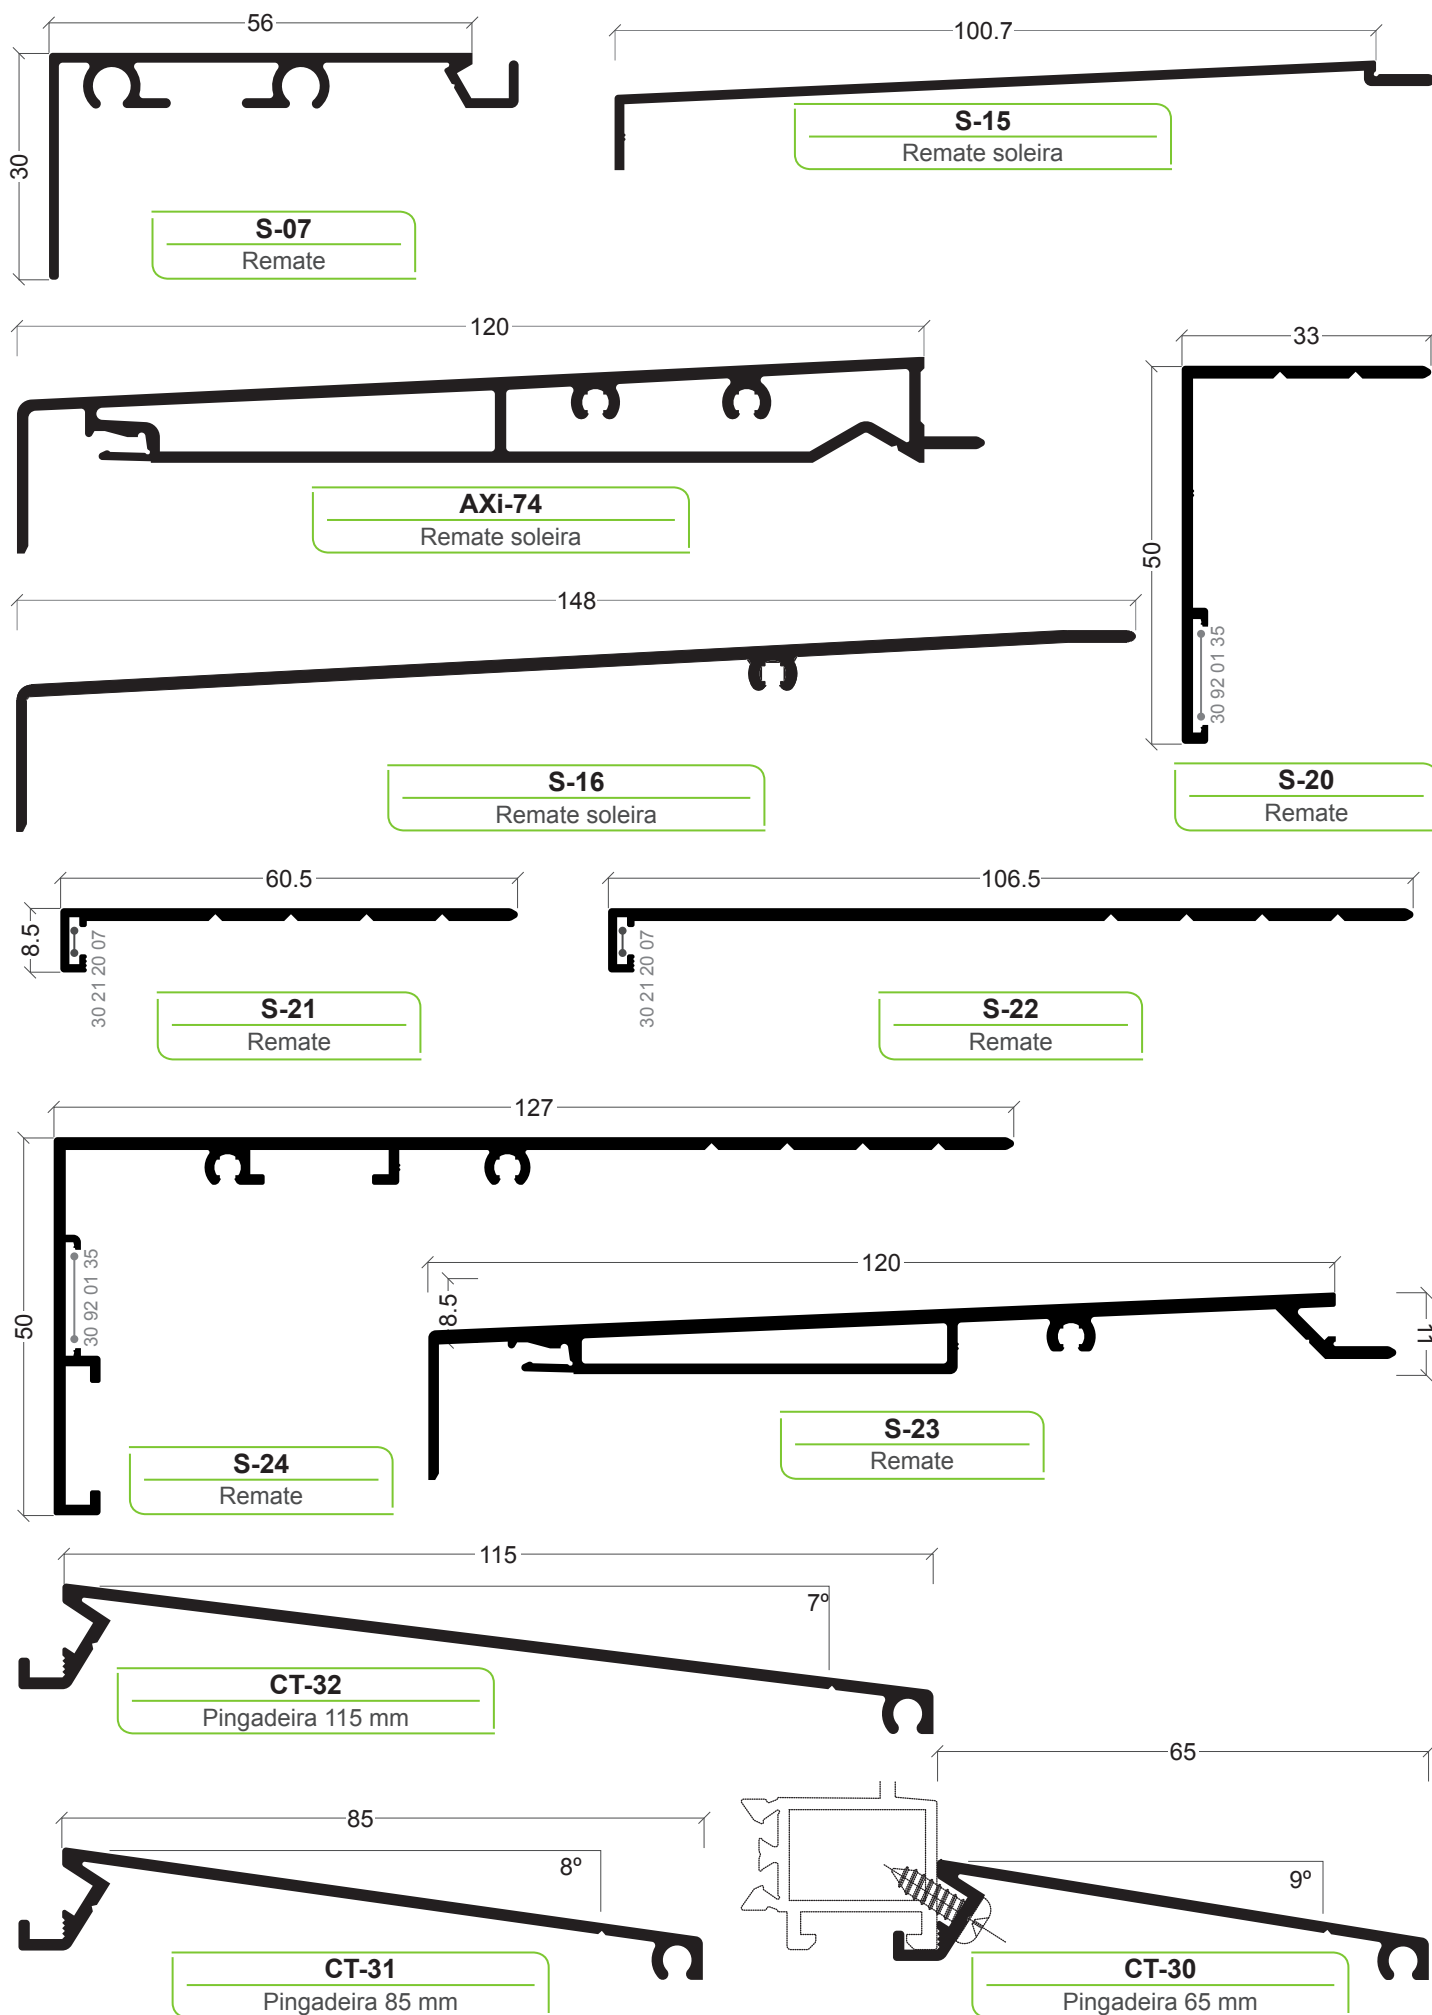 56
30
S-07
Remate
100.7
S-15
Remate soleira
120
AXi-74
Remate soleira
33
50
30 92 01 35
S-20
Remate
148
S-16
Remate soleira
60.5
8.5
30 21 20 07
S-21
Remate
106.5
30 21 20 07
S-22
Remate
127
50
30 92 01 35
S-24
Remate
120
8.5
11
S-23
Remate
115
7º
CT-32
Pingadeira 115 mm
85
8º
CT-31
Pingadeira 85 mm
65
9º
CT-30
Pingadeira 65 mm